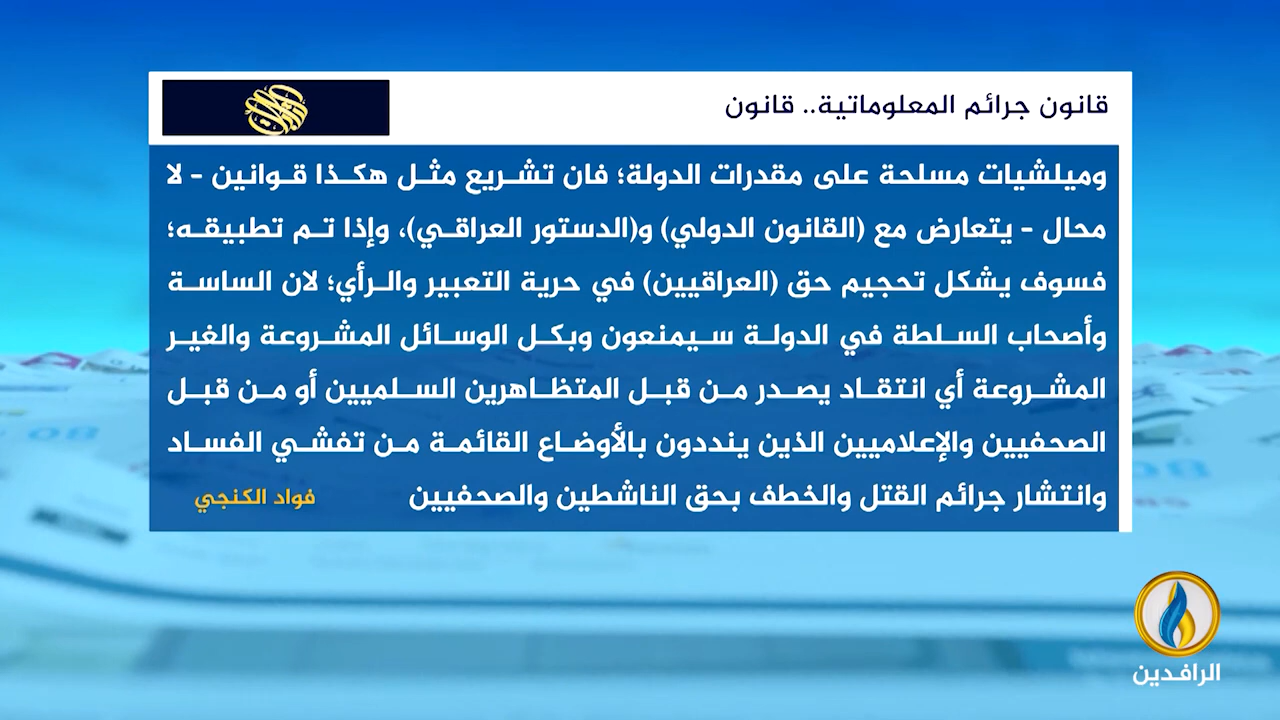 قانون جرائم المعلوماتية.. قانون
وميلشيات مسلحة على مقدرات الدولة؛ فان تشريع مثل هكذا قوانين – لا
محال – يتعارض مع (القانون الدولي) و(الدستور العراقي)، وإذا تم تطبيقه؛
فسوف يشكل تحجيم حق (العراقيين) في حرية التعبير والرأي؛ لان الساسة
وأصحاب السلطة في الدولة سيمنعون وبكل الوسائل المشروعة والغير
المشروعة أي انتقاد يصدر من قبل المتظاهرين السلميين أو من قبل
الصحفيين والإعلاميين الذين ينددون بالأوضاع القائمة من تفشي الفساد
وانتشار جرائم القتل والخطف بحق الناشطين والصحفيين
فواد الكنجي
الرافدين